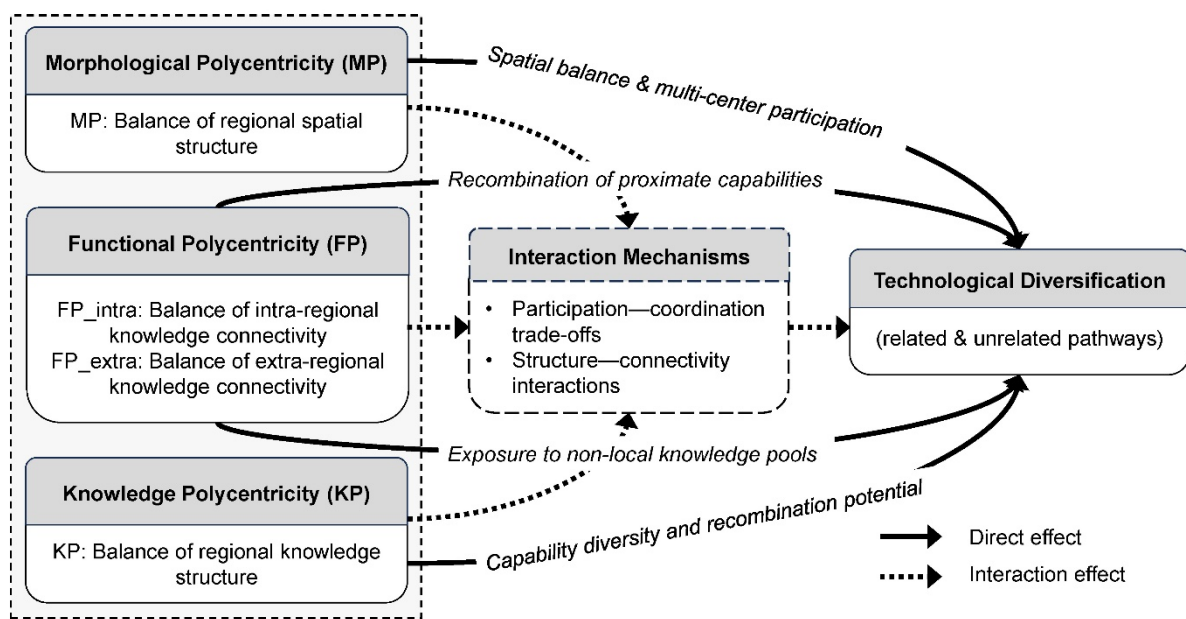 Morphological Polycentricity (MP)
MP: Balance of regional spatial
structure
Spatial balance & multi-center participation
Recombination of proximate capabilities
Functional Polycentricity (FP)
FP_intra: Balance of intra-regional
knowledge connectivity
FP_extra: Balance of extra-regional
knowledge connectivity
Interaction Mechanisms
• Participation—coordination
trade-offs
• Structure—connectivity
interactions
Technological Diversification
(related & unrelated pathways)
Exposure to non-local knowledge pools
Knowledge Polycentricity (KP)
KP: Balance of regional knowledge
structure
Capability diversity and recombination potential
Direct effect
Interaction effect